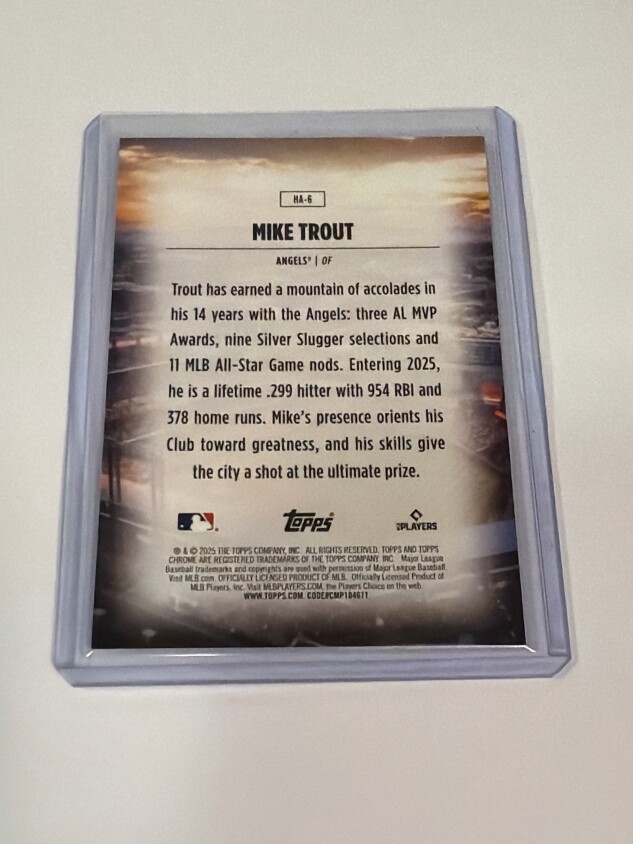 HA-6
MIKE TROUT
ANGELS® | OF
Trout has earned a mountain of accolades in
his 14 years with the Angels: three AL MVP
Awards, nine Silver Slugger selections and
11 MLB All-Star Game nods. Entering 2025,
he is a lifetime .299 hitter with 954 RBI and
378 home runs. Mike's presence orients his
Club toward greatness, and his skills give
the city a shot at the ultimate prize.
Topps
PLAYERS
® & © 2025 THE TOPPS COMPANY, INC. ALL RIGHTS RESERVED. TOPPS AND TOPPS
CHROME ARE REGISTERED TRADEMARKS OF THE TOPPS COMPANY, INC. Major League
Baseball trademarks and copyrights are used with permission of Major League Baseball.
Visit MLB.com. OFFICIALLY LICENSED PRODUCT OF MLB. Officially Licensed Product of
MLB Players, Inc. Visit MLBPLAYERS.COM, the Players Choice on the web.
WWW.TOPPS.COM. CODE#CMP104671